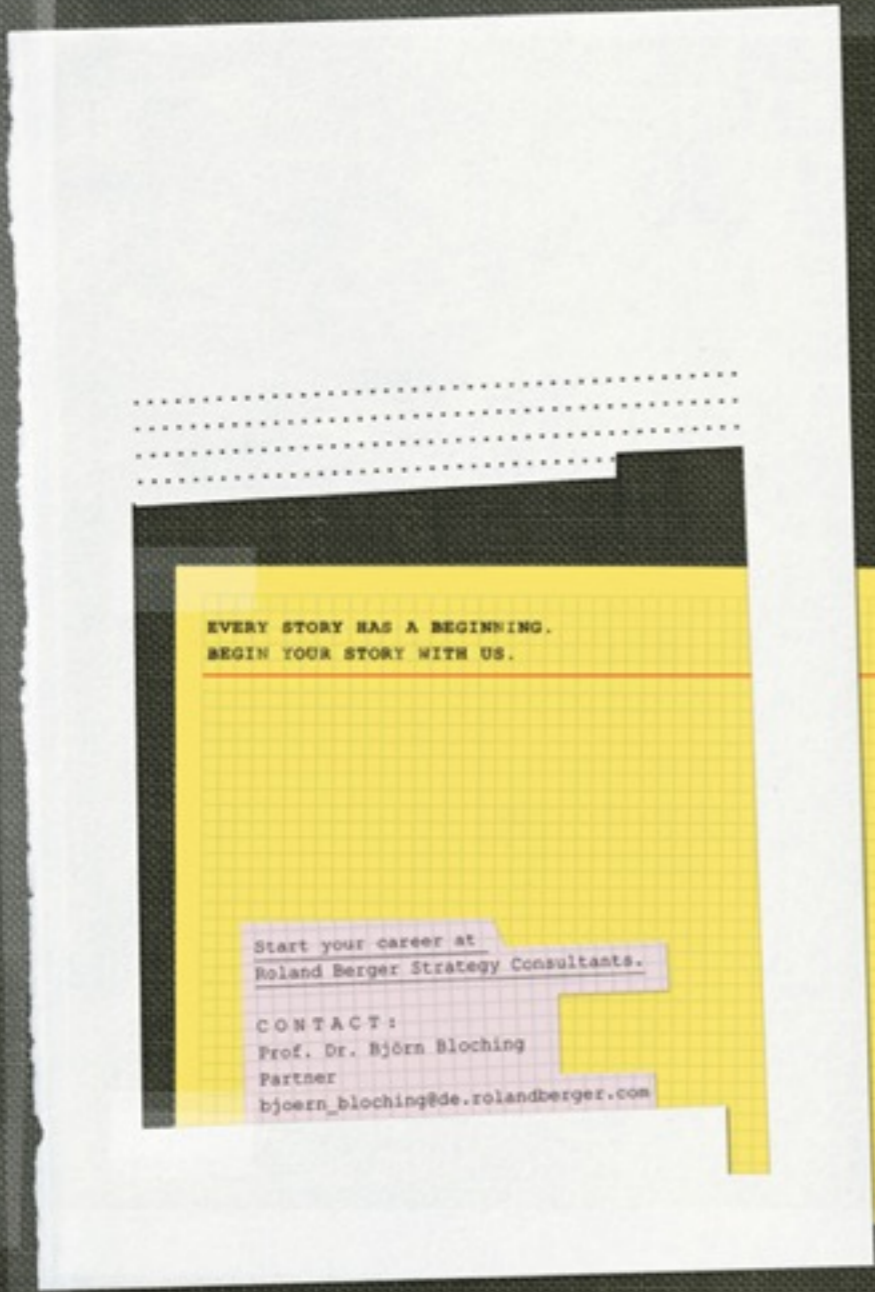 EVERY STORY HAS A BEGINNING.
BEGIN YOUR STORY WITH US.
Start your career at
Roland Berger Strategy Consultants.
CONTACT:
Prof. Dr. Björn Bloching
Partner
bjoern_bloching@de.rolandberger.com